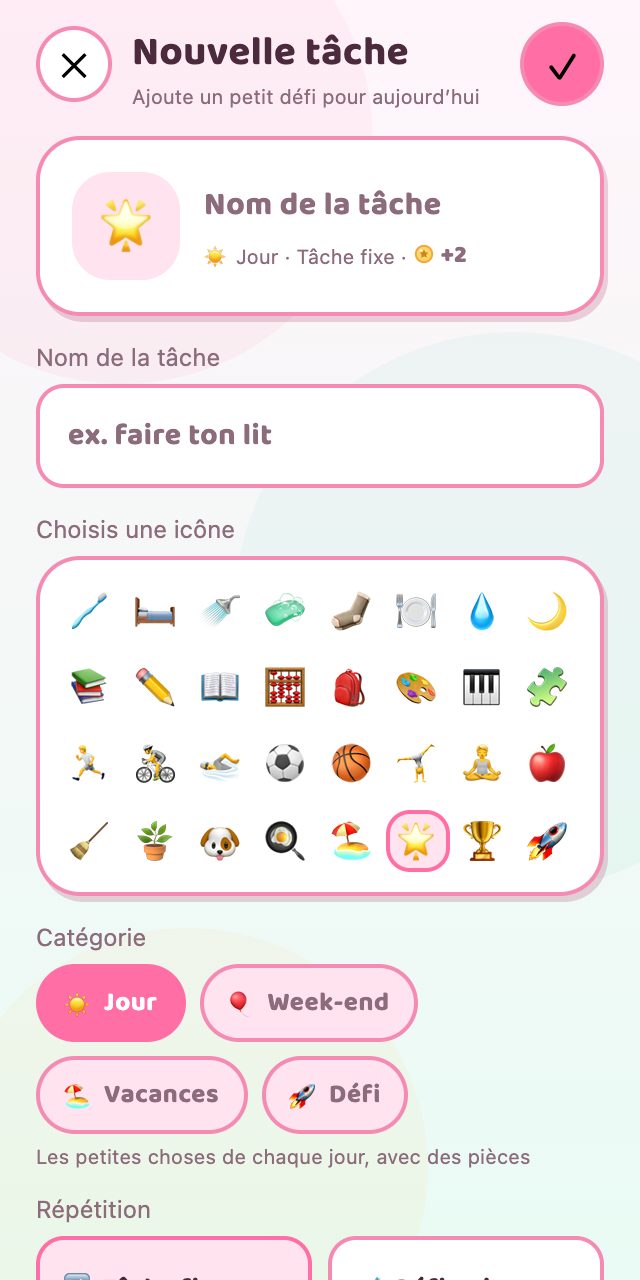 Nouvelle tâche
Ajoute un petit défi pour aujourd’hui
Nom de la tâche
Jour · Tâche fixe · +2
Nom de la tâche
ex. faire ton lit
Choisis une icône
Catégorie
Jour
Week-end
Vacances
Défi
Les petites choses de chaque jour, avec des pièces
Répétition